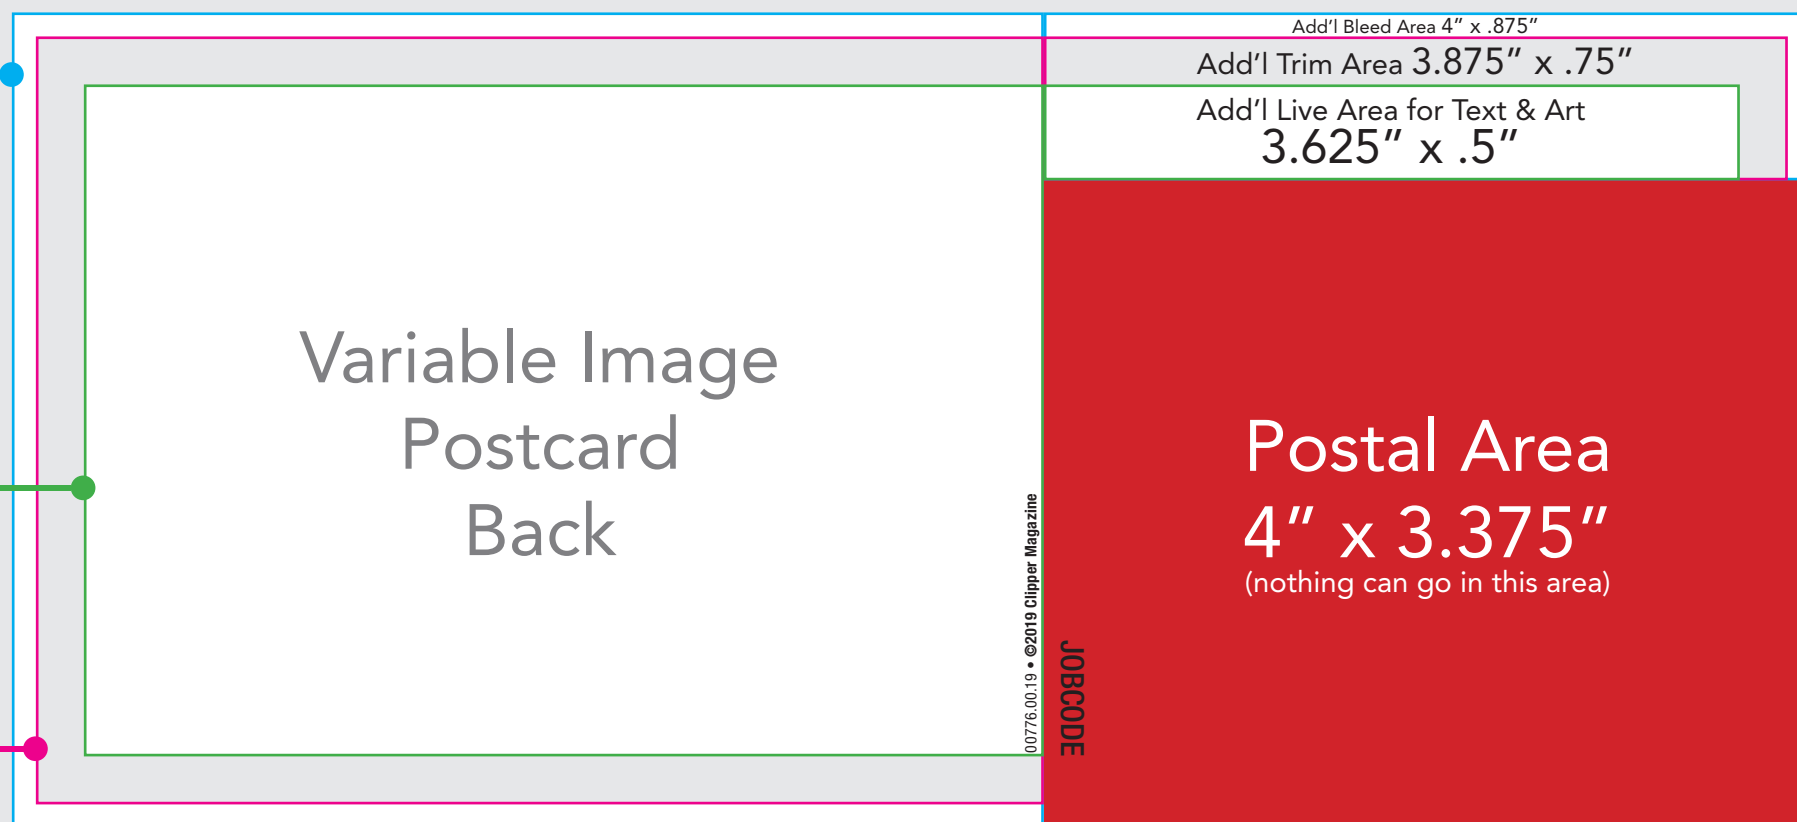 Add'l Bleed Area 4" x .875"
Add'l Trim Area 3.875" x .75"
Add'l Live Area for Text & Art
3.625" x .5"
Variable Image
Postcard
Back
00776.00.19 • ©2019 Clipper Magazine
JOBCODE
Postal Area
4" x 3.375"
(nothing can go in this area)